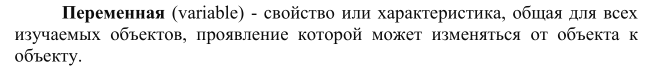 Переменная (variable) - свойство или характеристика, общая для всех
изучаемых объектов, проявление которой может изменяться от объекта к
объекту.